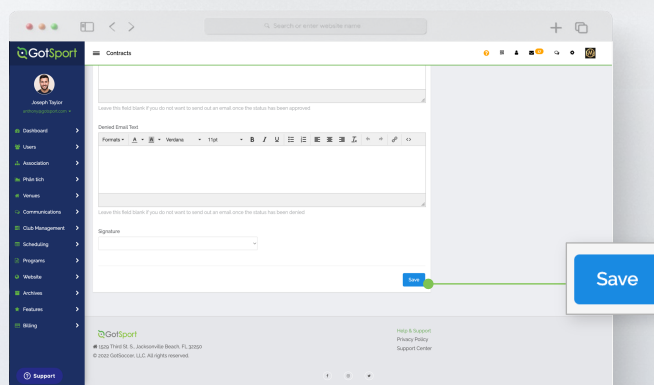 Search or enter website name
GotSport
Contracts
Joseph Taylor
Leave this field blank if you do not want to send out an email once the status has been approved
Dashboard
Denied Email Text
Users
Formats A A Verdana 11pt B I U
Association
Phân tích
Venues
Communications
Leave this field blank if you do not want to send out an email once the status has been denied
Club Management
Signature
Scheduling
Programs
Website
Save
Save
Archives
Features
Billing
GotSport
Help & Support
1529 Third St. S., Jacksonville Beach, FL 32250
Privacy Policy
© 2022 GotSoccer, LLC. All rights reserved.
Support Center
Support